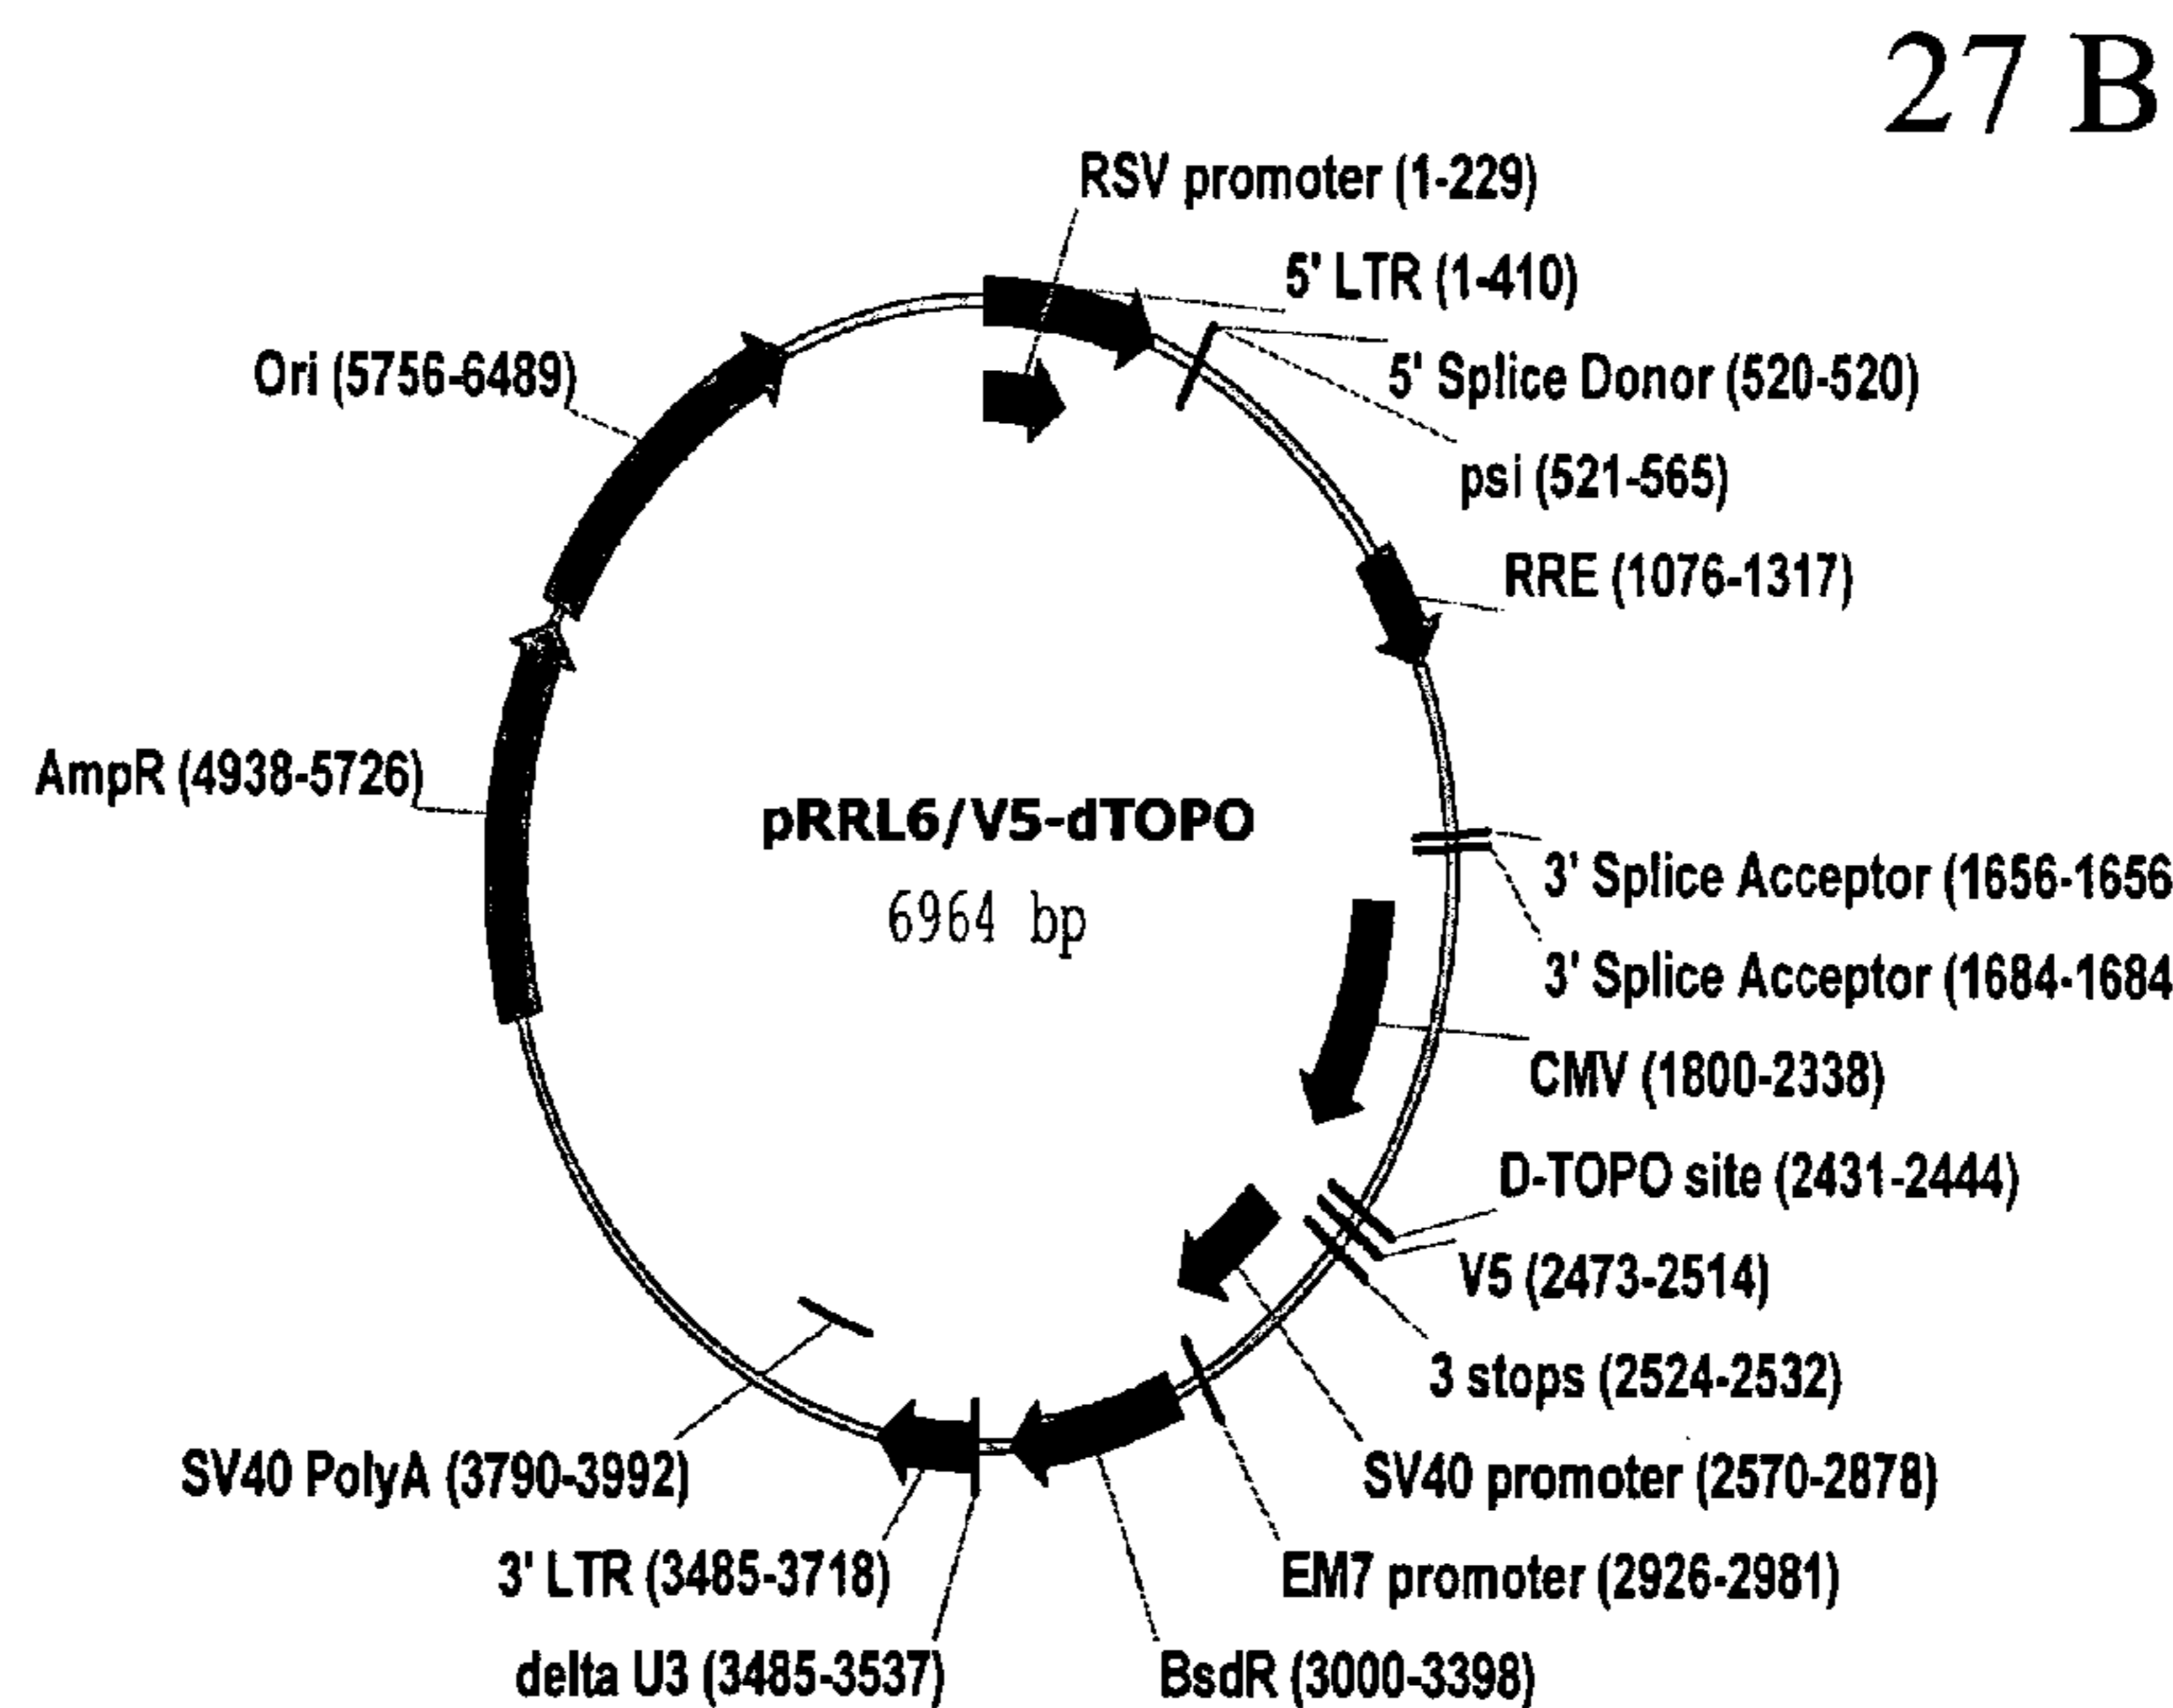 27 B
RSV promoter (1-229)
5' LTR (1-410)
Ori (5756-6489)
5' Splice Donor (520-520)
psi (521-565)
RRE (1076-1317)
AmpR (4938-5726)
pRRL6/V5-dTOPO
6964 bp
3' Splice Acceptor (1656-1656
3' Splice Acceptor (1684-1684
CMV (1800-2338)
D-TOPO site (2431-2444)
V5 (2473-2514)
3 stops (2524-2532)
SV40 PolyA (3790-3992)
SV40 promoter (2570-2878)
3' LTR (3485-3718)
EM7 promoter (2926-2981)
delta U3 (3485-3537)
BsdR (3000-3398)